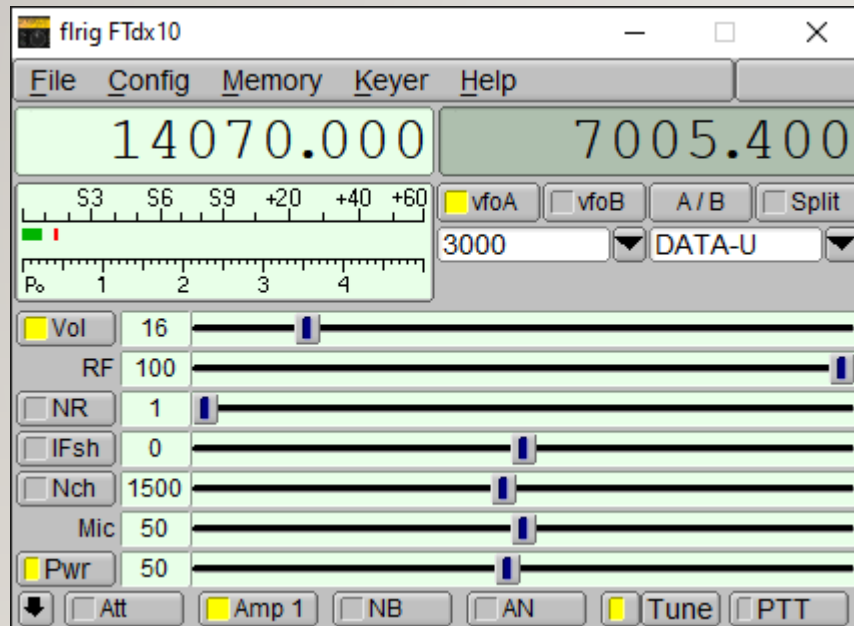 flrig FTdx10
File Config Memory Keyer Help
14070.000 7005.400
S3 S6 S9 +20 +40 +60
vfoA vfoB A / B Split
3000 DATA-U
Po 1 2 3 4
Vol 16
RF 100
NR 1
IFsh 0
Nch 1500
Mic 50
Pwr 50
Att Amp 1 NB AN Tune PTT